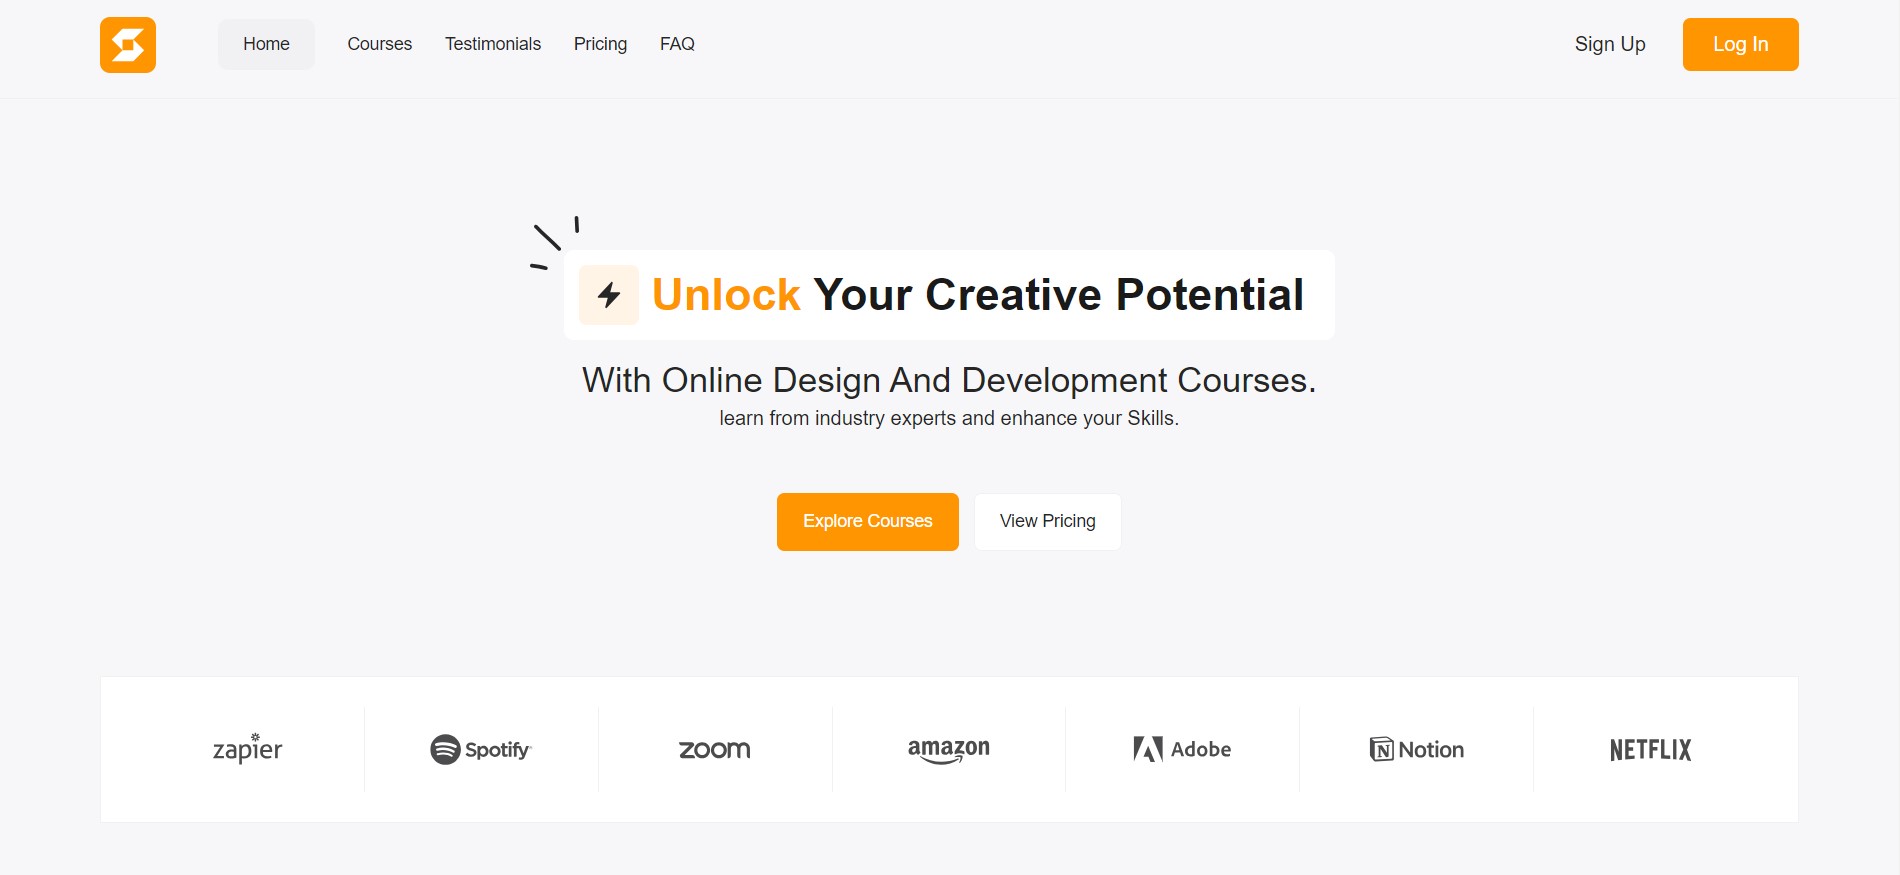 Home Courses Testimonials Pricing FAQ Sign Up Log In
Unlock Your Creative Potential
With Online Design And Development Courses.
learn from industry experts and enhance your Skills.
Explore Courses View Pricing
zapier Spotify zoom amazon Adobe Notion NETFLIX